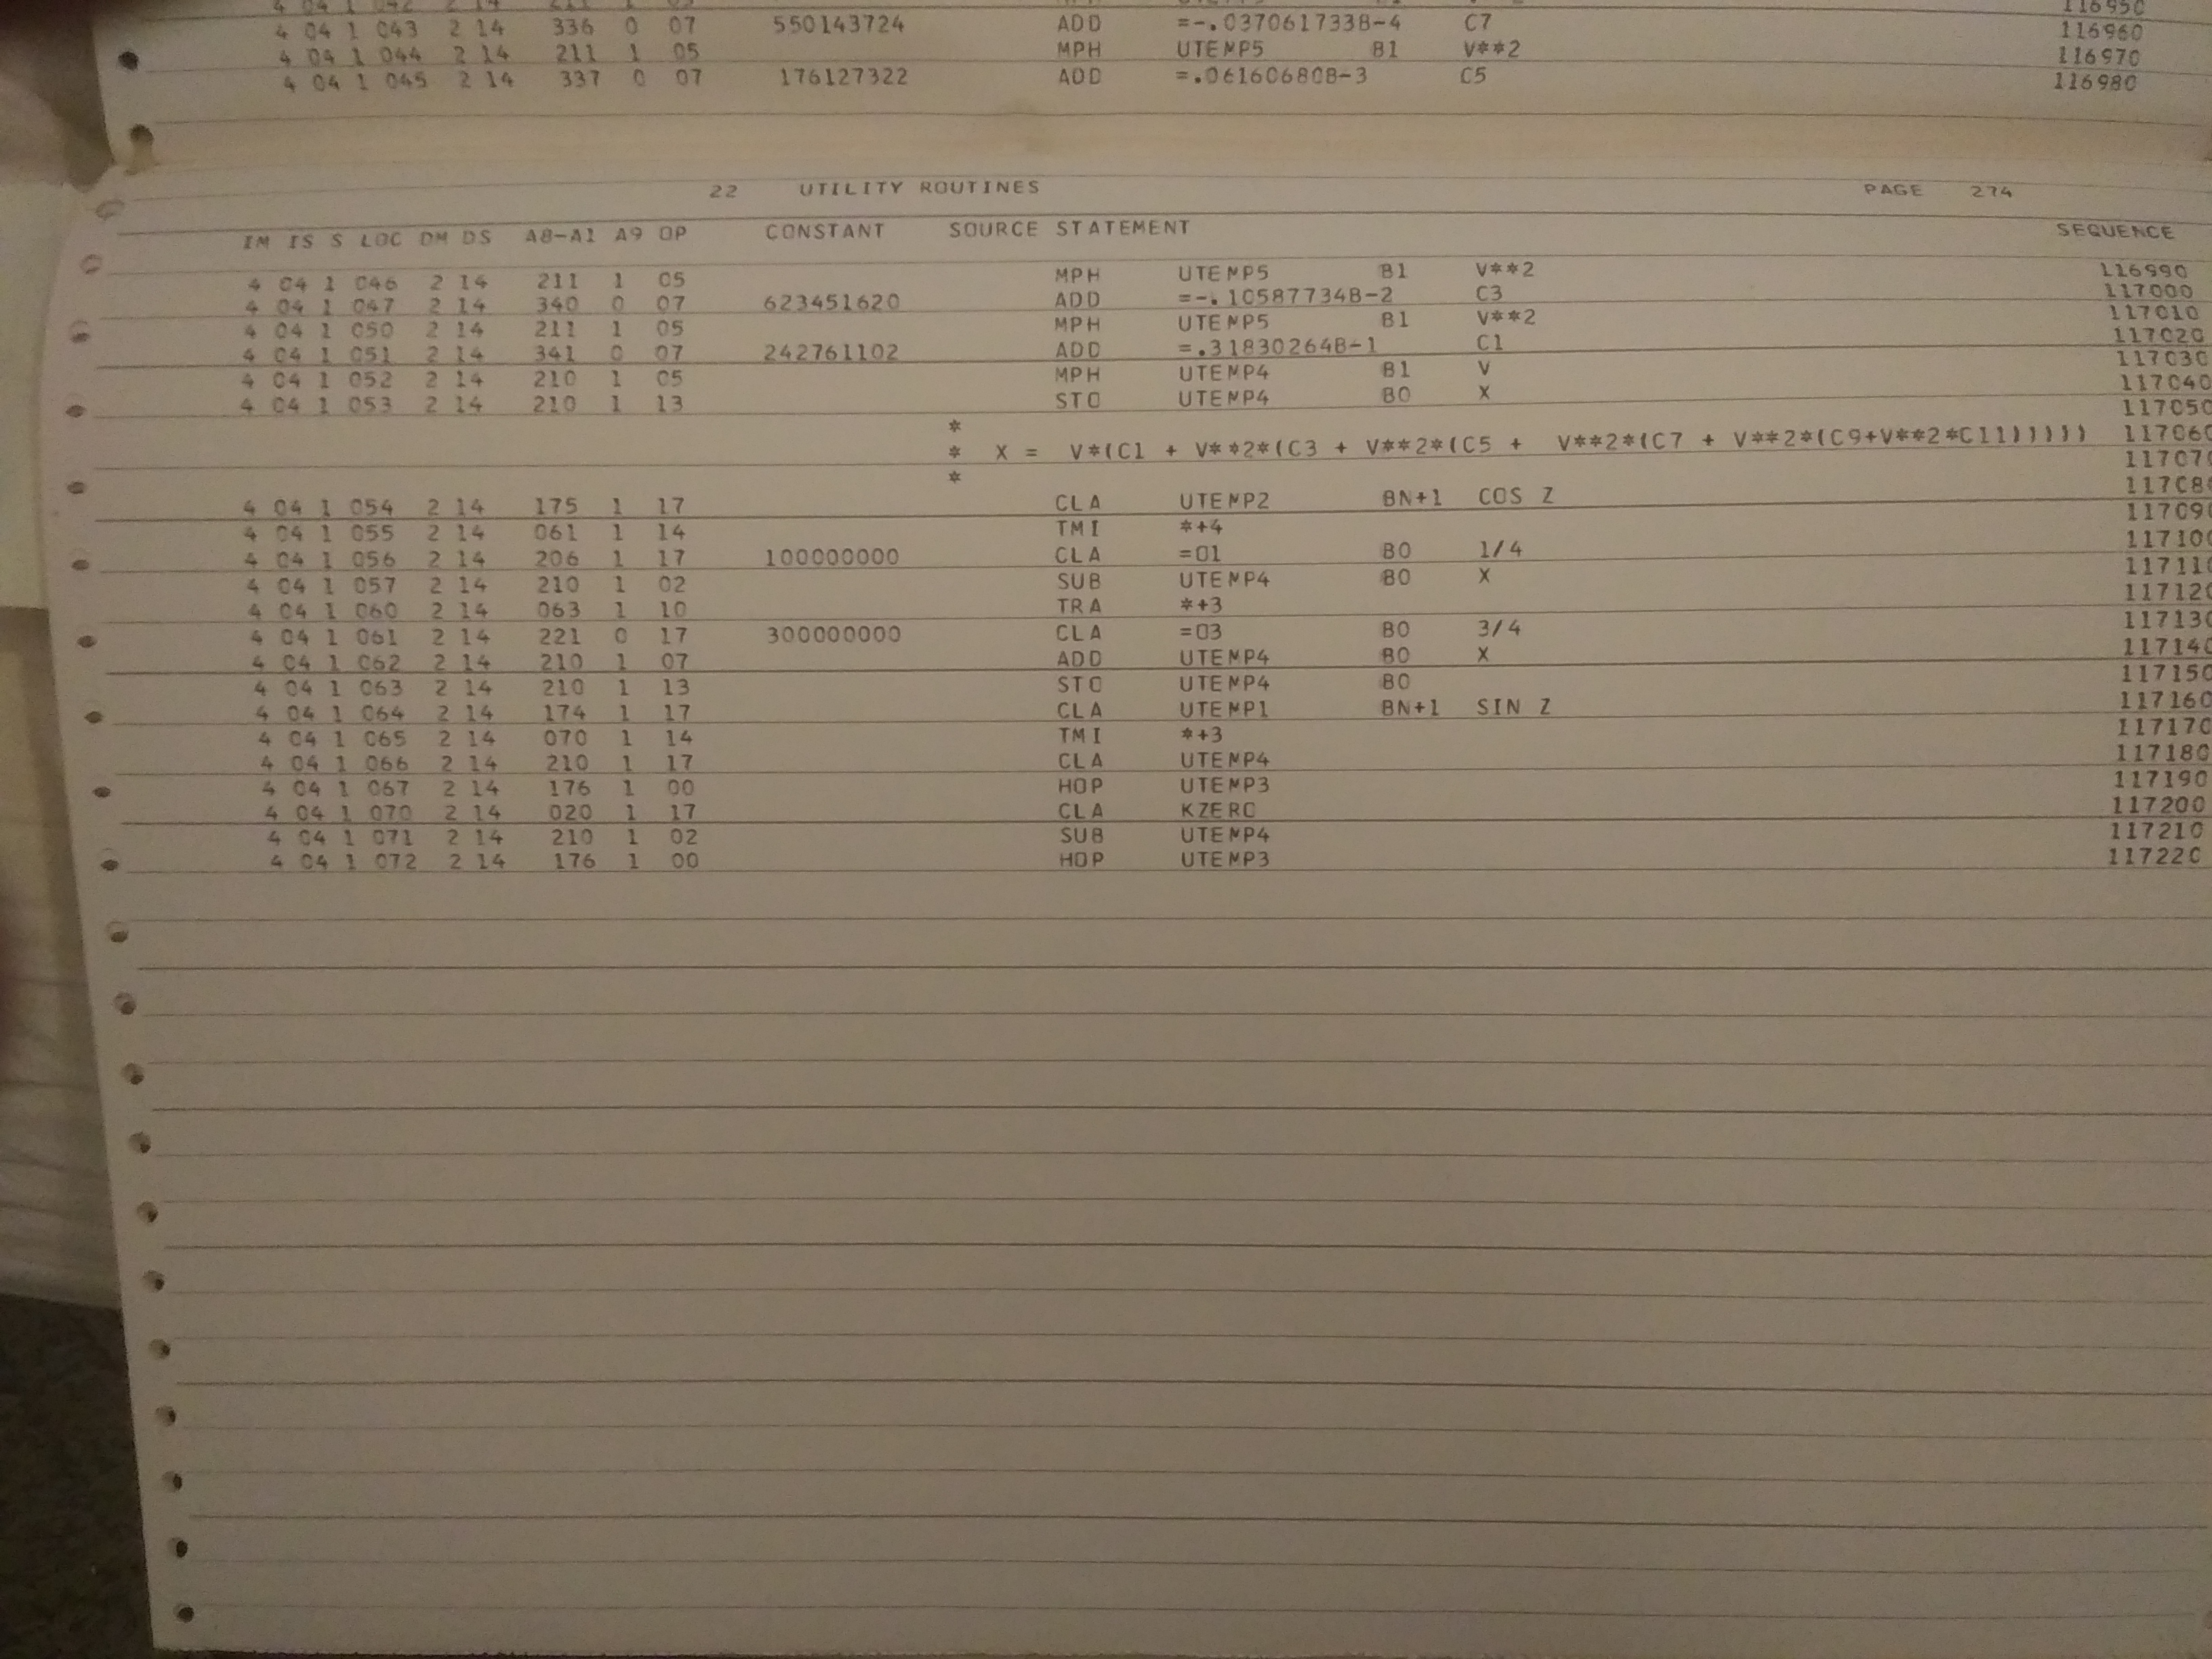 4 04 1 043 2 14 336 0 07 550143724 ADD =-.037061733B-4 C7 116960
4 04 1 044 2 14 211 1 05 MPH UTEMP5 B1 V**2 116970
4 04 1 045 2 14 337 0 07 176127322 ADD =.061606808B-3 C5 116980
22 UTILITY ROUTINES PAGE 274
IM IS S LOC DM DS A8-A1 A9 OP CONSTANT SOURCE STATEMENT SEQUENCE
4 04 1 046 2 14 211 1 05 MPH UTEMP5 B1 V**2 116990
4 04 1 047 2 14 340 0 07 623451620 ADD =-.10587734B-2 C3 117000
4 04 1 050 2 14 211 1 05 MPH UTEMP5 B1 V**2 117010
4 04 1 051 2 14 341 0 07 242761102 ADD =.31830264B-1 C1 117020
4 04 1 052 2 14 210 1 05 MPH UTEMP4 B1 V 117030
4 04 1 053 2 14 210 1 13 STO UTEMP4 B0 X 117040
* 117050
* X = V*(C1 + V**2*(C3 + V**2*(C5 + V**2*(C7 + V**2*(C9+V**2*C11)))))) 117060
* 117070
4 04 1 054 2 14 175 1 17 CLA UTEMP2 BN+1 COS Z 117080
4 04 1 055 2 14 061 1 14 TMI *+4 117090
4 04 1 056 2 14 206 1 17 100000000 CLA =O1 B0 1/4 117100
4 04 1 057 2 14 210 1 02 SUB UTEMP4 B0 X 117110
4 04 1 060 2 14 063 1 10 TRA *+3 117120
4 04 1 061 2 14 221 0 17 300000000 CLA =O3 B0 3/4 117130
4 04 1 062 2 14 210 1 07 ADD UTEMP4 B0 X 117140
4 04 1 063 2 14 210 1 13 STO UTEMP4 B0 117150
4 04 1 064 2 14 174 1 17 CLA UTEMP1 BN+1 SIN Z 117160
4 04 1 065 2 14 070 1 14 TMI *+3 117170
4 04 1 066 2 14 210 1 17 CLA UTEMP4 117180
4 04 1 067 2 14 176 1 00 HOP UTEMP3 117190
4 04 1 070 2 14 020 1 17 CLA KZERO 117200
4 04 1 071 2 14 210 1 02 SUB UTEMP4 117210
4 04 1 072 2 14 176 1 00 HOP UTEMP3 117220